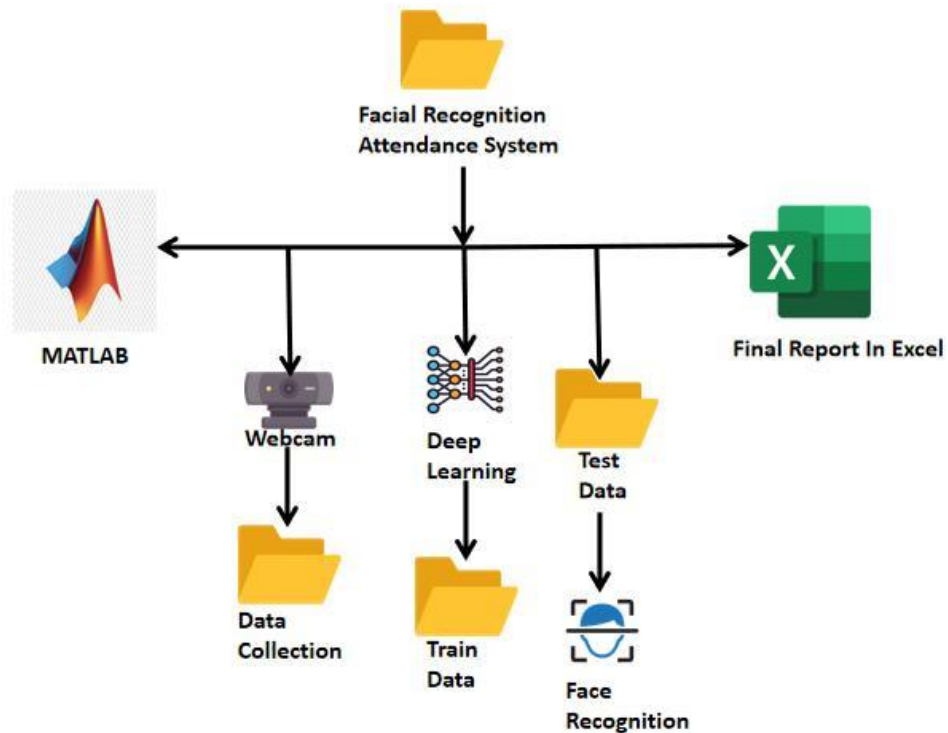 Facial Recognition
Attendance System
X
MATLAB
Final Report In Excel
Webcam
Deep
Learning
Test
Data
Data
Collection
Train
Data
Face
Recognition